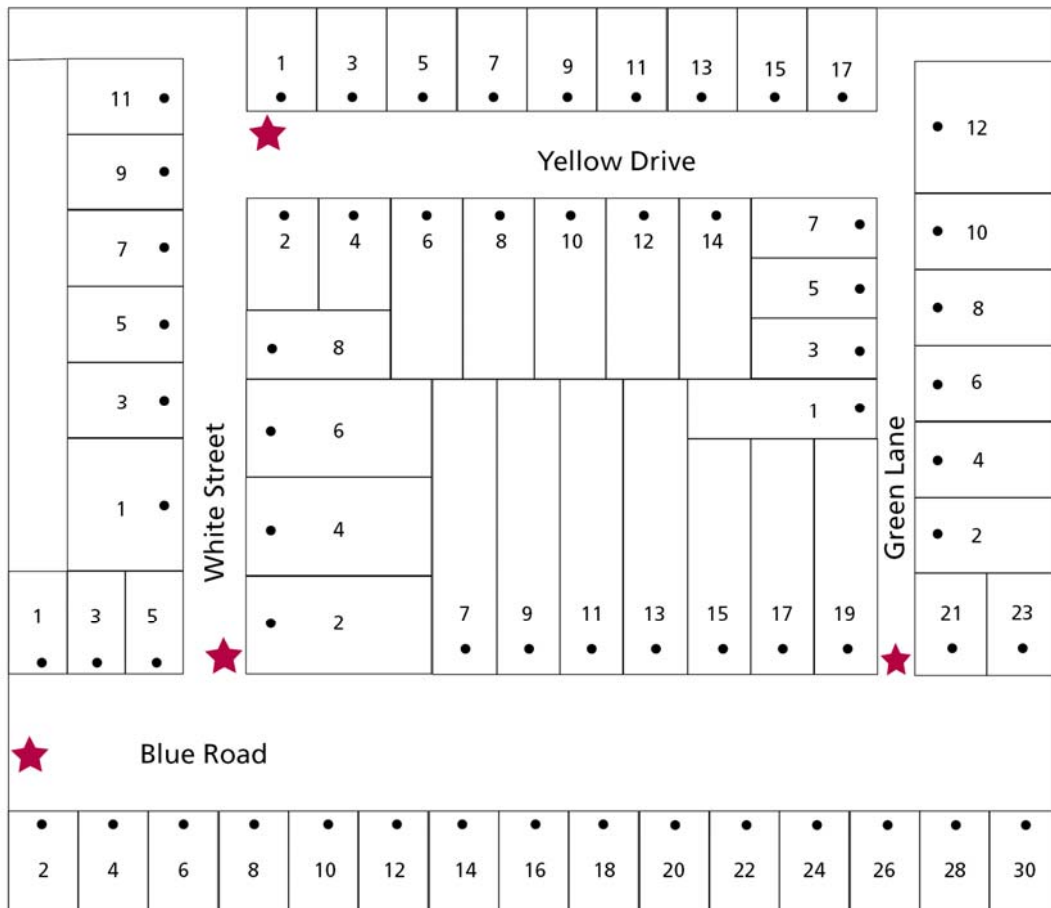 1 3 5 7 9 11 13 15 17
11
12
9
Yellow Drive
7
2 4 6 8 10 12 14 7
10
5
5
8
8
3
3
6
6
1
White Street
Green Lane
4
1
4
2
1 3 5
2
7 9 11 13 15 17 19
21 23
Blue Road
2 4 6 8 10 12 14 16 18 20 22 24 26 28 30